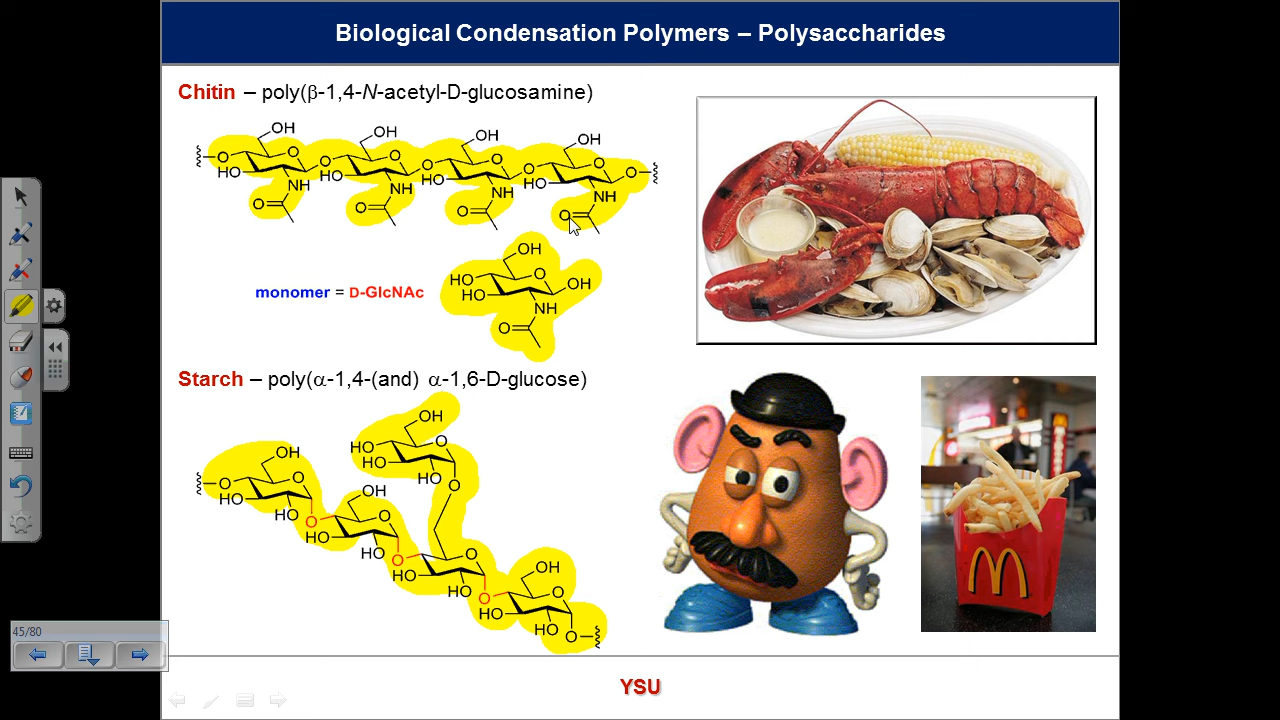 Biological Condensation Polymers – Polysaccharides
Chitin – poly(β-1,4-N-acetyl-D-glucosamine)
OH OH OH OH
O O O O O O O O O
HO HO HO HO
NH NH NH NH
O O O O
OH
HO O OH
HO
NH
O
monomer = D-GlcNAc
Starch – poly(α-1,4-(and) α-1,6-D-glucose)
OH
HO O
HO
HO
O
OH
O O
HO
HO
O
OH
O
HO
HO
O
O
HO
HO
O
OH
O
HO
HO
O
45/80
YSU